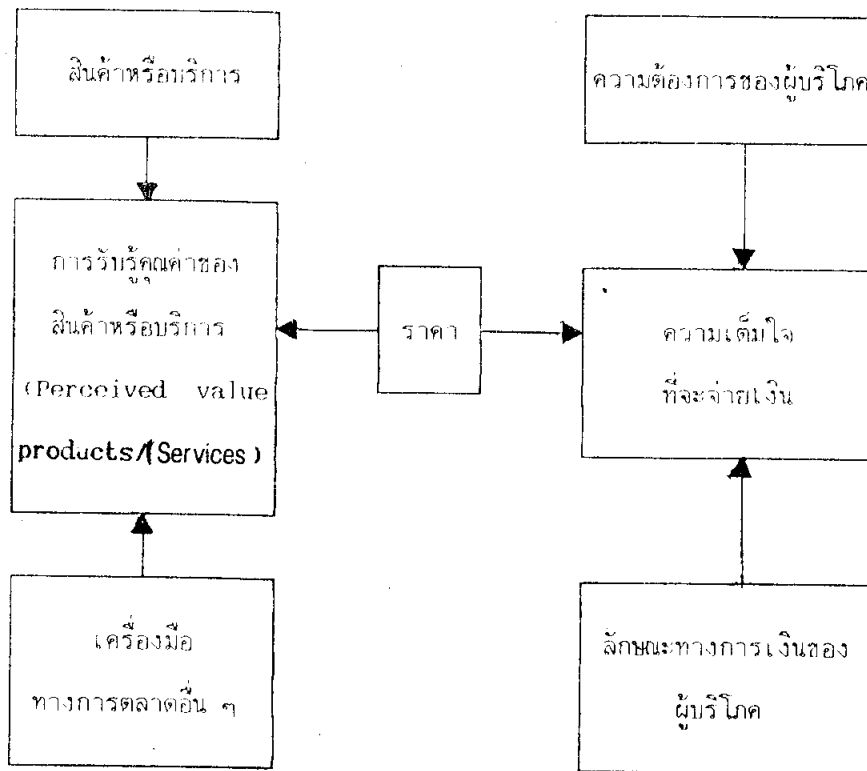 สินค้าหรือบริการ
ความต้องการของผู้บริโภค
การรับรู้คุณค่าของ
สินค้าหรือบริการ
(Perceived value
products/(Services)
ราคา
ความเต็มใจ
ที่จะจ่ายเงิน
เครื่องมือ
ทางการตลาดอื่น ๆ
ลักษณะทางการเงินของ
ผู้บริโภค